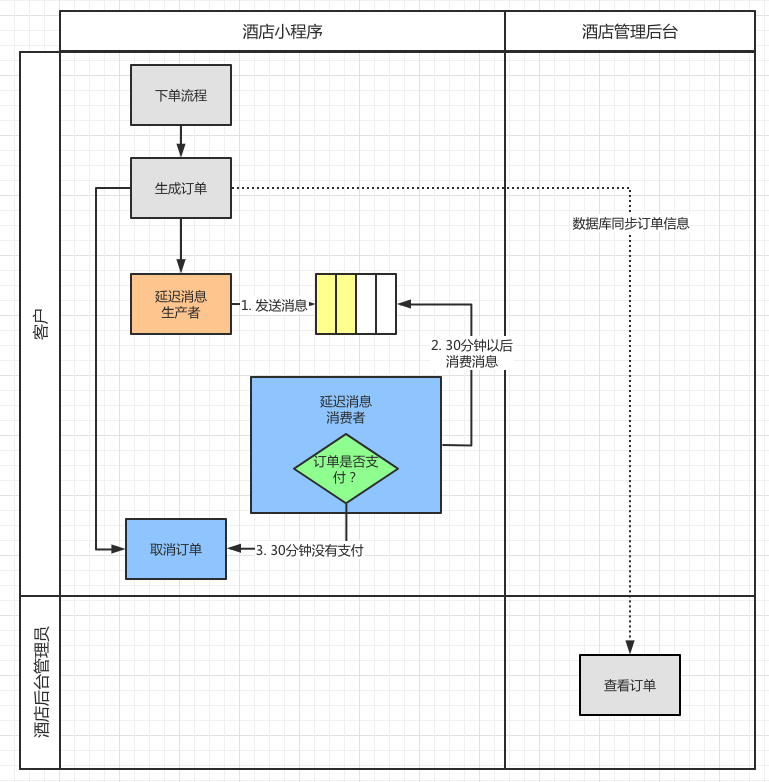 酒店小程序
酒店管理后台
客户
下单流程
生成订单
数据库同步订单信息
延迟消息
生产者
1. 发送消息
2. 30分钟以后
消费消息
延迟消息
消费者
订单是否支
付？
取消订单
3. 30分钟没有支付
酒店后台管理员
查看订单